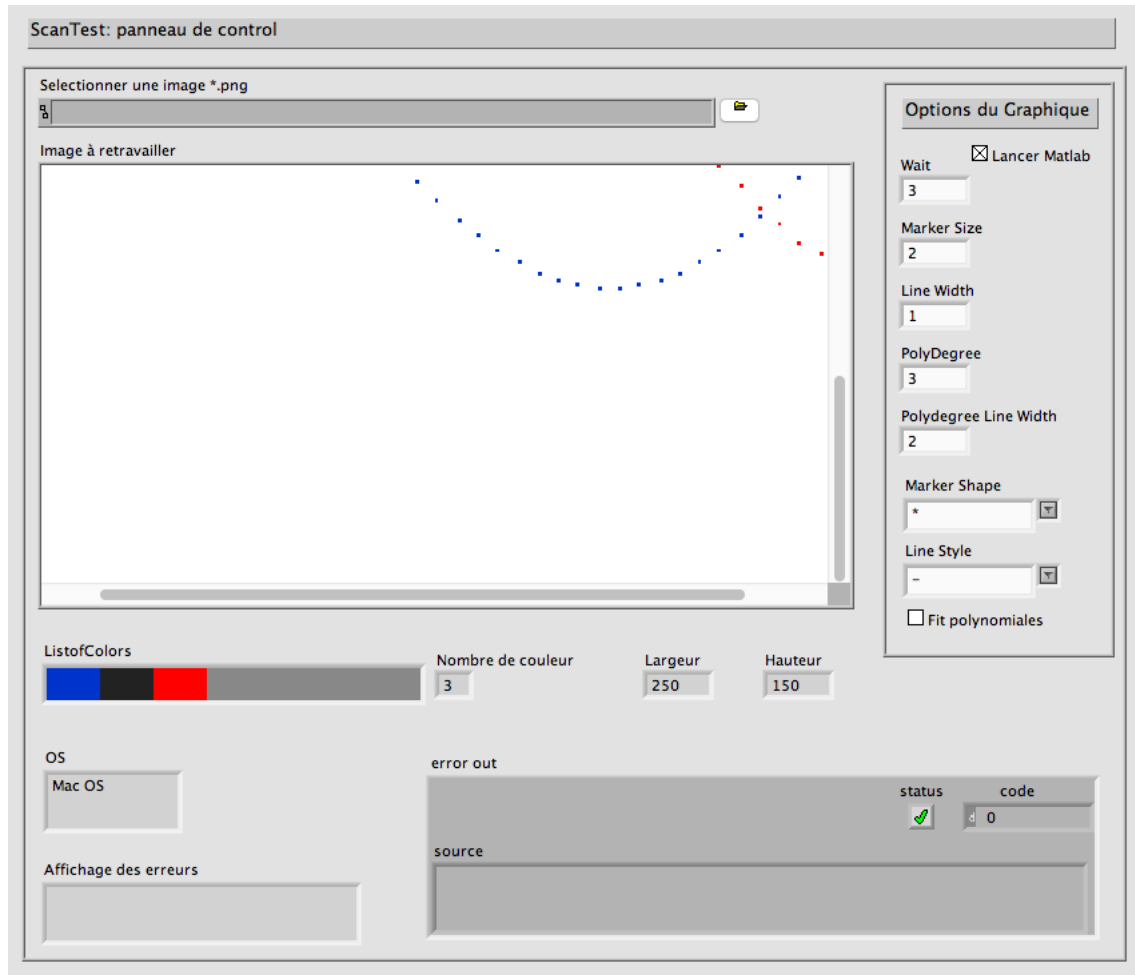 ScanTest: panneau de control
Selectionner une image *.png
Image à retravailler
Options du Graphique
Lancer Matlab
Wait
3
Marker Size
2
Line Width
1
PolyDegree
3
Polydegree Line Width
2
Marker Shape
*
Line Style
-
Fit polynomiales
ListofColors
Nombre de couleur
3
Largeur
250
Hauteur
150
OS
Mac OS
Affichage des erreurs
error out
status
code
0
source